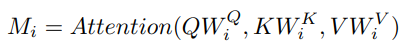 $M_i = Attention(QW_i^Q, KW_i^K, VW_i^V)$